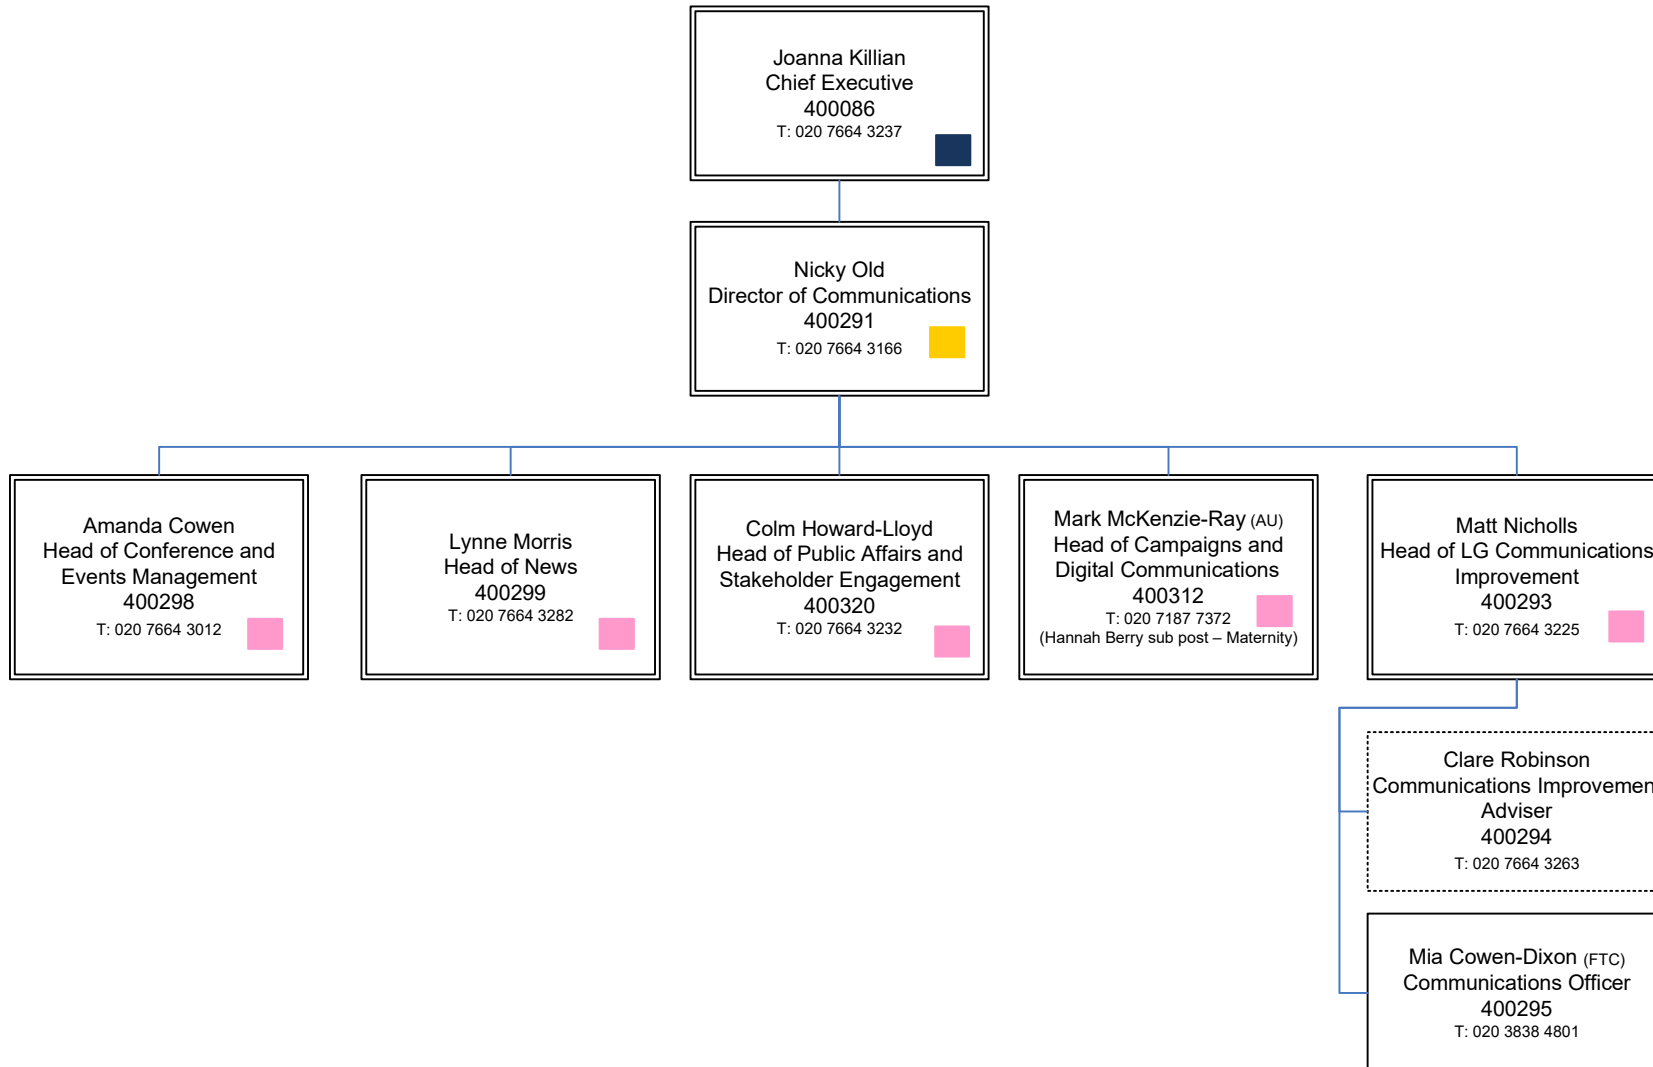 Joanna Killian
Chief Executive
400086
T: 020 7664 3237
Nicky Old
Director of Communications
400291
T: 020 7664 3166
Amanda Cowen
Head of Conference and
Events Management
400298
T: 020 7664 3012
Lynne Morris
Head of News
400299
T: 020 7664 3282
Colm Howard-Lloyd
Head of Public Affairs and
Stakeholder Engagement
400320
T: 020 7664 3232
Mark McKenzie-Ray (AU)
Head of Campaigns and
Digital Communications
400312
T: 020 7187 7372
(Hannah Berry sub post – Maternity)
Matt Nicholls
Head of LG Communications
Improvement
400293
T: 020 7664 3225
Clare Robinson
Communications Improvemen
Adviser
400294
T: 020 7664 3263
Mia Cowen-Dixon (FTC)
Communications Officer
400295
T: 020 3838 4801